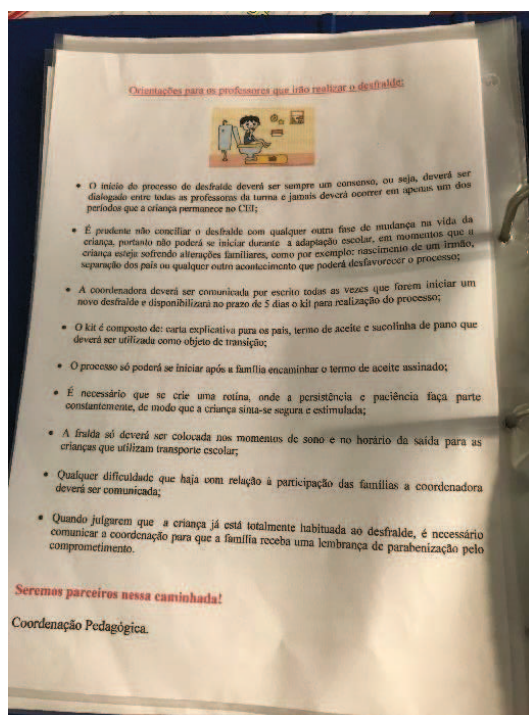 Orientações para os professores que irão realizar o desfralde:
• O início do processo de desfralde deverá ser sempre um consenso, ou seja, deverá ser
dialogado entre todas as professoras da turma e jamais deverá ocorrer em apenas um dos
períodos que a criança permanece no CEI;
• É prudente não conciliar o desfralde com qualquer outra fase de mudança na vida da
criança, portanto não poderá se iniciar durante a adaptação escolar, em momentos que a
criança esteja sofrendo alterações familiares, como por exemplo: nascimento de um irmão,
separação dos pais ou qualquer outro acontecimento que poderá desfavorecer o processo;
• A coordenadora deverá ser comunicada por escrito todas as vezes que forem iniciar um
novo desfralde e disponibilizará no prazo de 5 dias o kit para realização do processo;
• O kit é composto de: carta explicativa para os pais, termo de aceite e sacolinha de pano que
deverá ser utilizada como objeto de transição;
• O processo só poderá se iniciar após a família encaminhar o termo de aceite assinado;
• É necessário que se crie uma rotina, onde a persistência e paciência faça parte
constantemente, de modo que a criança sinta-se segura e estimulada;
• A fralda só deverá ser colocada nos momentos de sono e no horário da saída para as
crianças que utilizam transporte escolar;
• Qualquer dificuldade que haja com relação à participação das famílias a coordenadora
deverá ser comunicada;
• Quando julgarem que a criança já está totalmente habituada ao desfralde, é necessário
comunicar a coordenação para que a família receba uma lembrança de parabenização pelo
comprometimento.
Seremos parceiros nessa caminhada!
Coordenação Pedagógica.